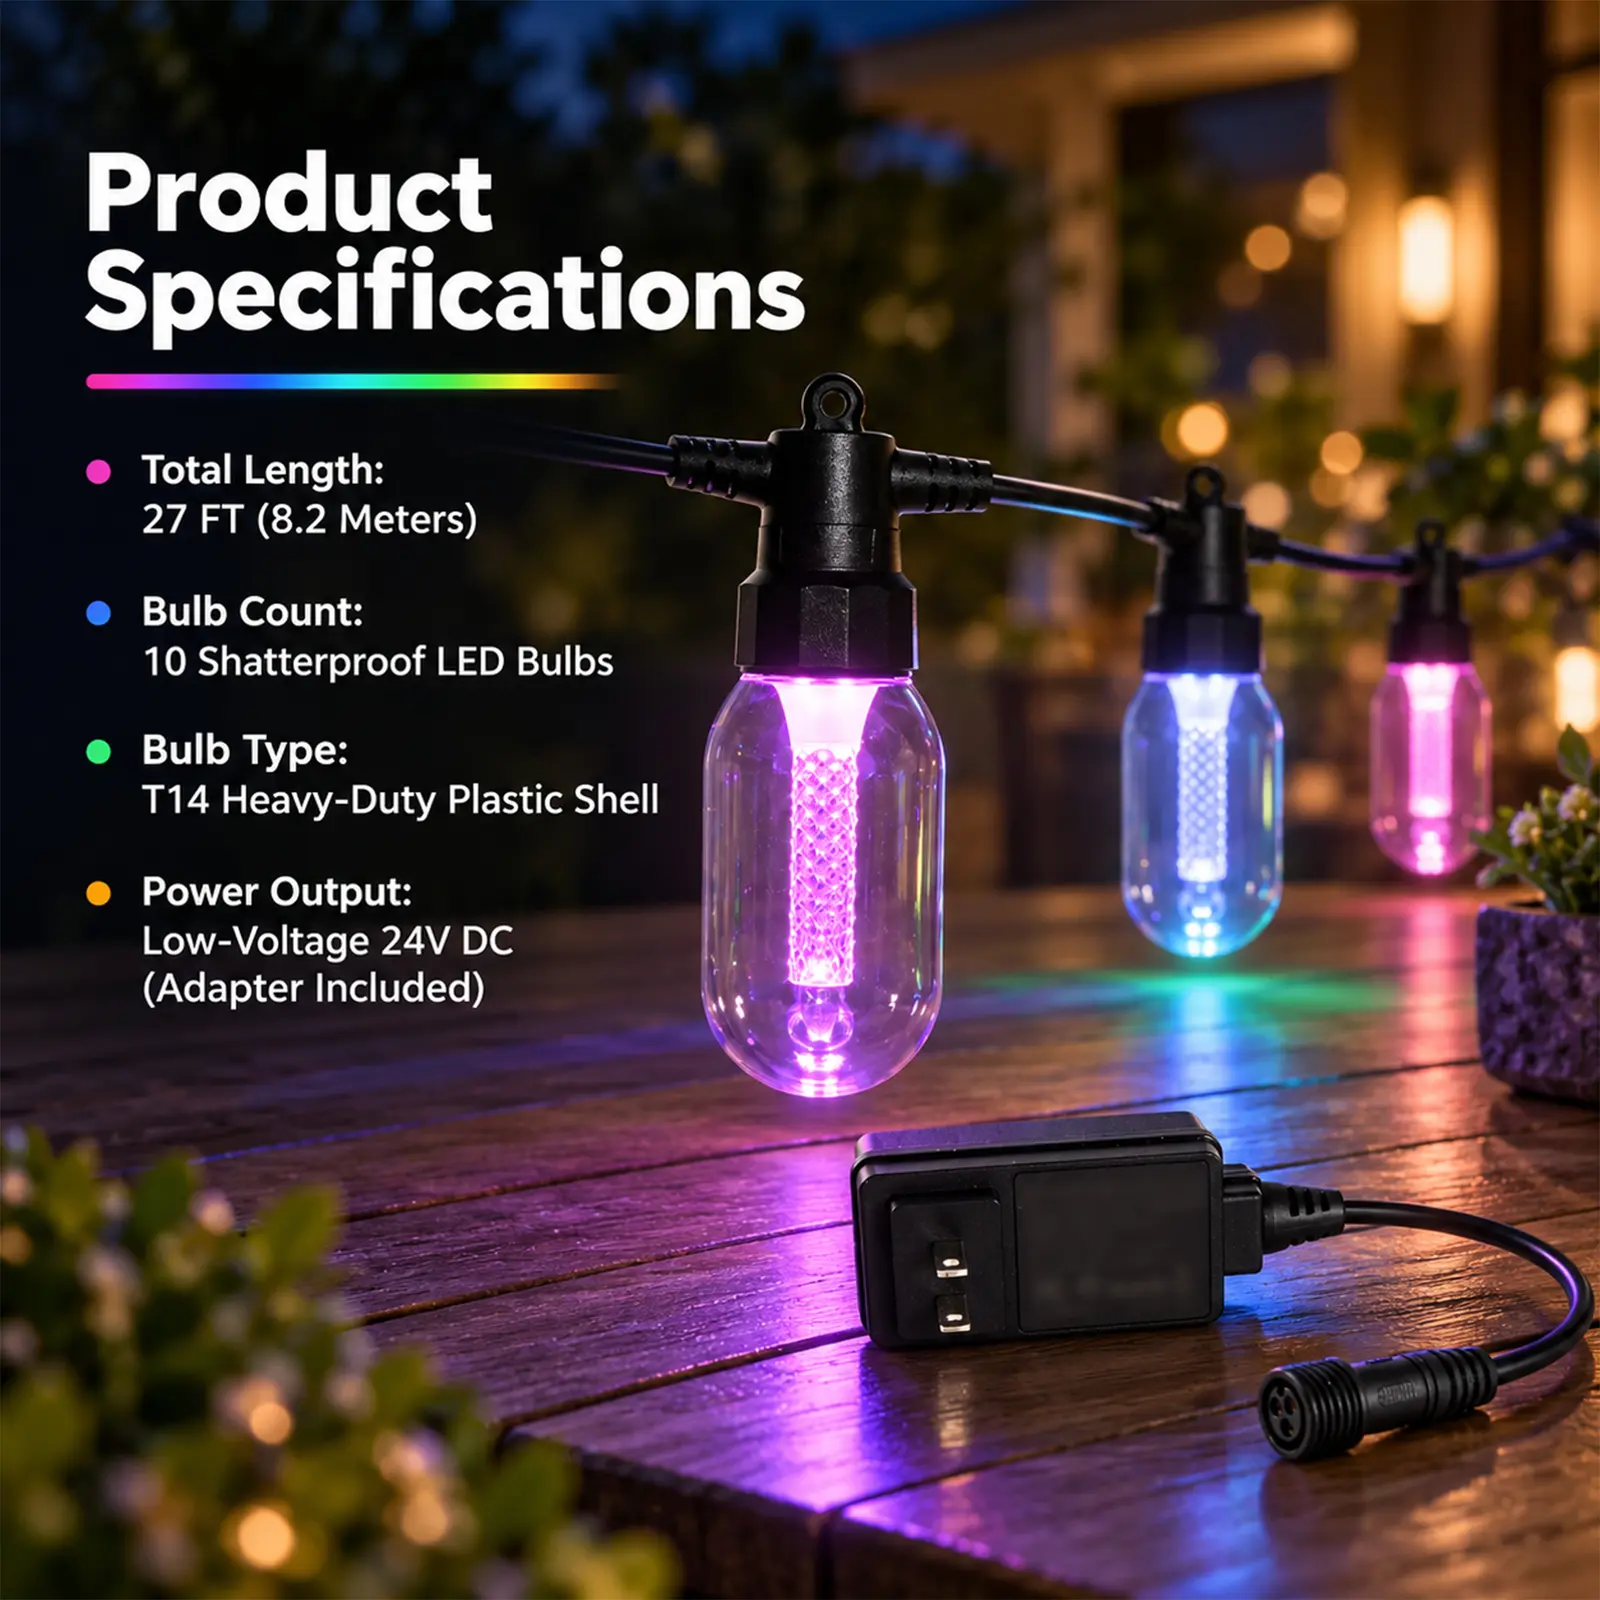 Product
Specifications
Total Length:
27 FT (8.2 Meters)
Bulb Count:
10 Shatterproof LED Bulbs
Bulb Type:
T14 Heavy-Duty Plastic Shell
Power Output:
Low-Voltage 24V DC
(Adapter Included)